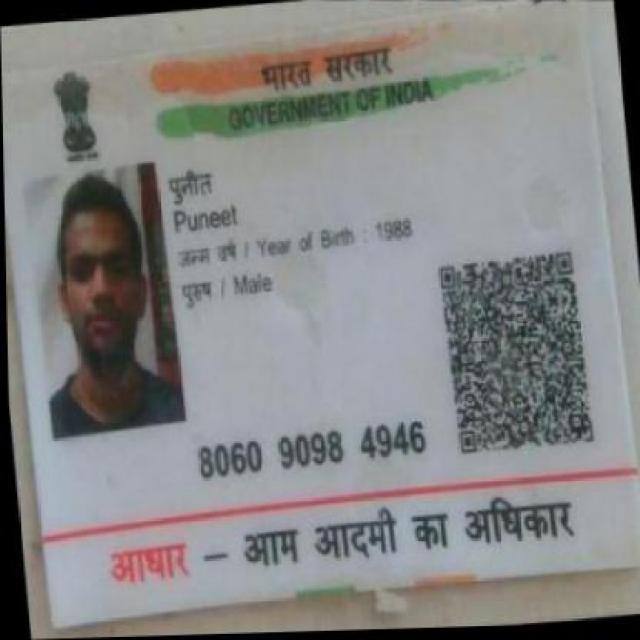 भारत सरकार
GOVERNMENT OF INDIA
पुनीत
Puneet
जन्म वर्ष / Year of Birth : 1988
पुरुष / Male
8060 9098 4946
आधार – आम आदमी का अधिकार